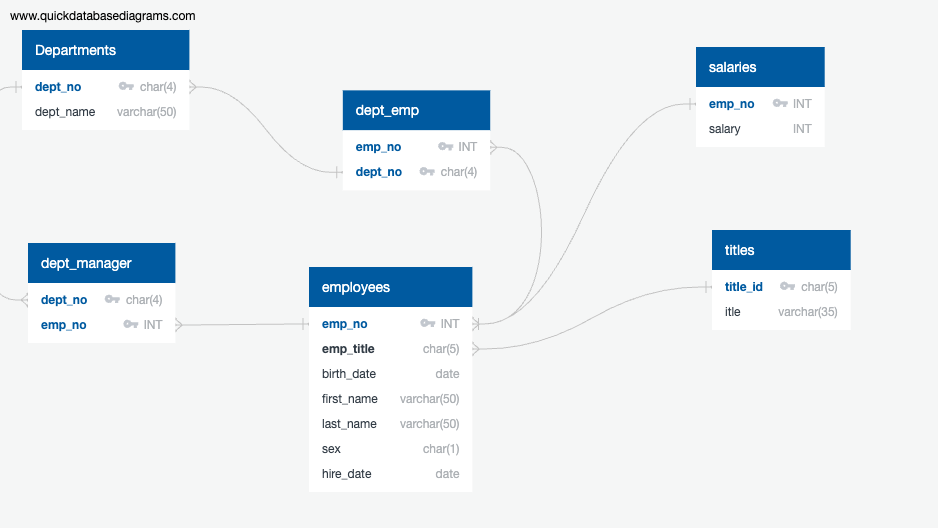 www.quickdatabasediagrams.com
Departments
dept_no char(4)
dept_name varchar(50)
dept_emp
emp_no INT
dept_no char(4)
salaries
emp_no INT
salary INT
dept_manager
dept_no char(4)
emp_no INT
employees
emp_no INT
emp_title char(5)
birth_date date
first_name varchar(50)
last_name varchar(50)
sex char(1)
hire_date date
titles
title_id char(5)
itle varchar(35)